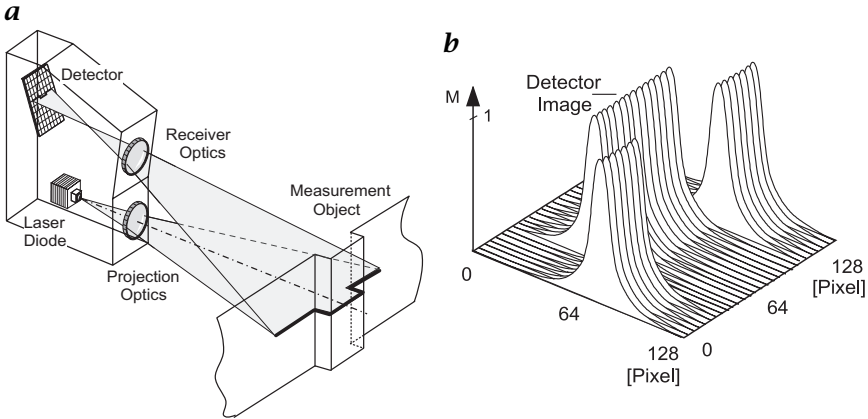 a
Detector
Receiver
Optics
Measurement
Object
Laser
Diode
Projection
Optics
b
M
1
Detector
Image
0
64
128
[Pixel]
0
64
128
[Pixel]